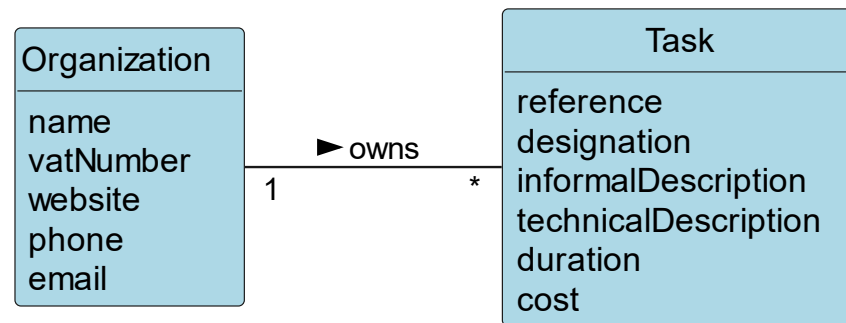 Organization
name
vatNumber
website
phone
email
► owns
1
*
Task
reference
designation
informalDescription
technicalDescription
duration
cost